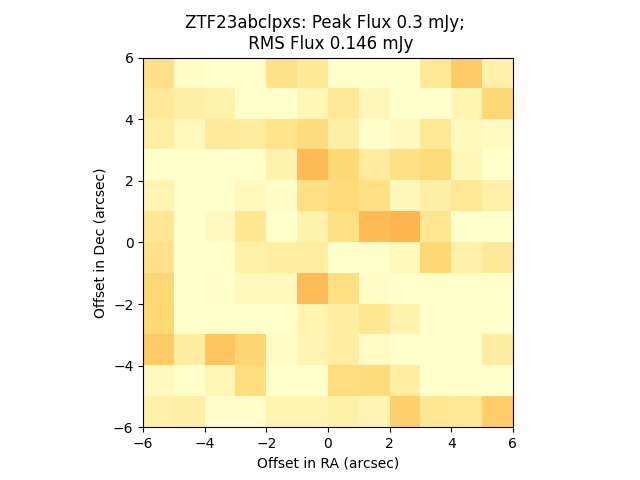 ZTF23abclpxs: Peak Flux 0.3 mJy;
RMS Flux 0.146 mJy
6
4
2
0
−2
−4
−6
Offset in Dec (arcsec)
−6 −4 −2 0 2 4 6
Offset in RA (arcsec)